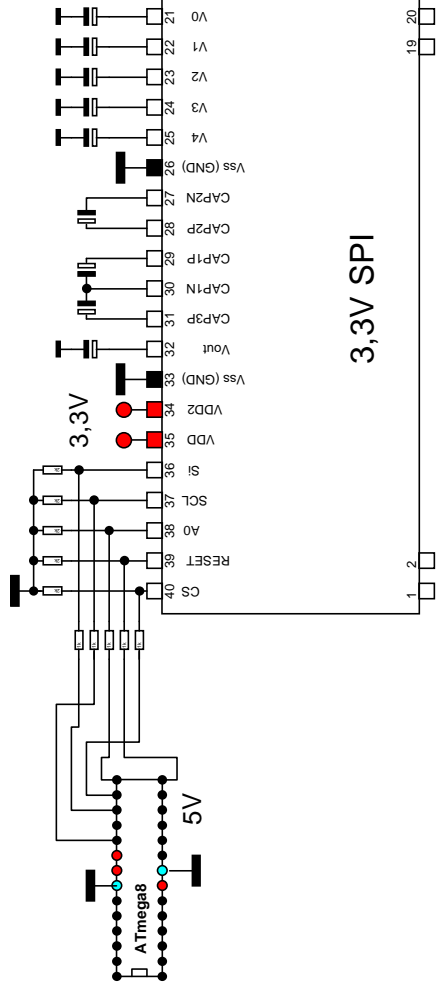 21 V0 20
22 V1 19
23 V2
24 V3
25 V4
26 Vss (GND)
27 CAP2N
28 CAP2P
29 CAP1P
30 CAP1N
31 CAP3P
32 Vout
33 Vss (GND)
34 VDD2
35 VDD
36 Si
37 SCL
38 A0
39 RESET 2
40 CS 1
3,3V
3,3V SPI
5V
ATmega8